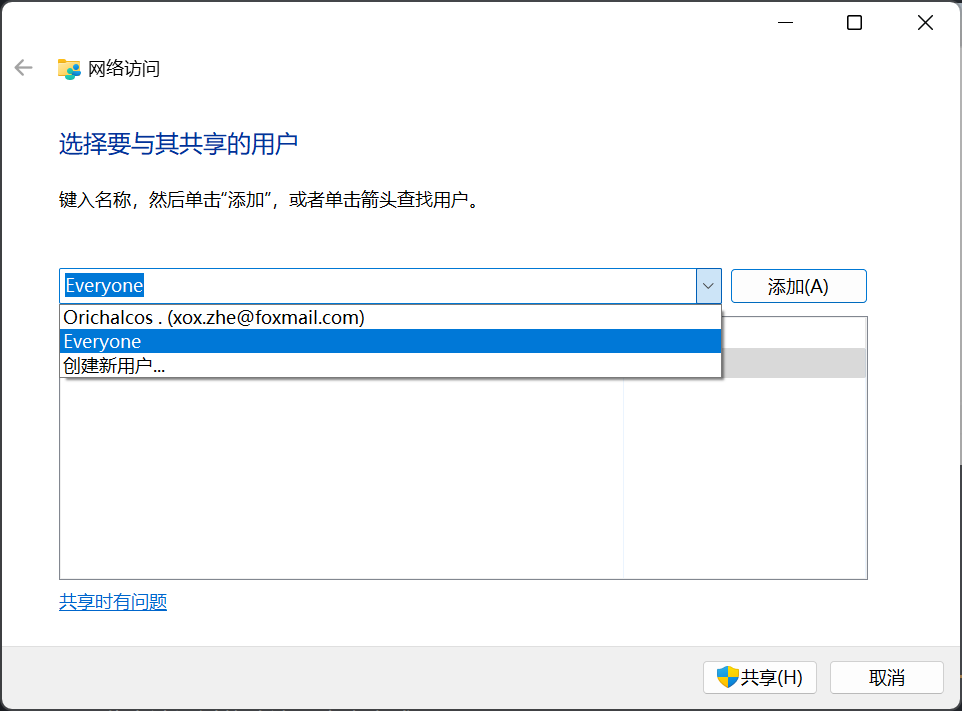 网络访问
选择要与其共享的用户
键入名称，然后单击“添加”，或者单击箭头查找用户。
Everyone
添加(A)
Orichalcos . (xox.zhe@foxmail.com)
Everyone
创建新用户...
共享时有问题
共享(H)
取消